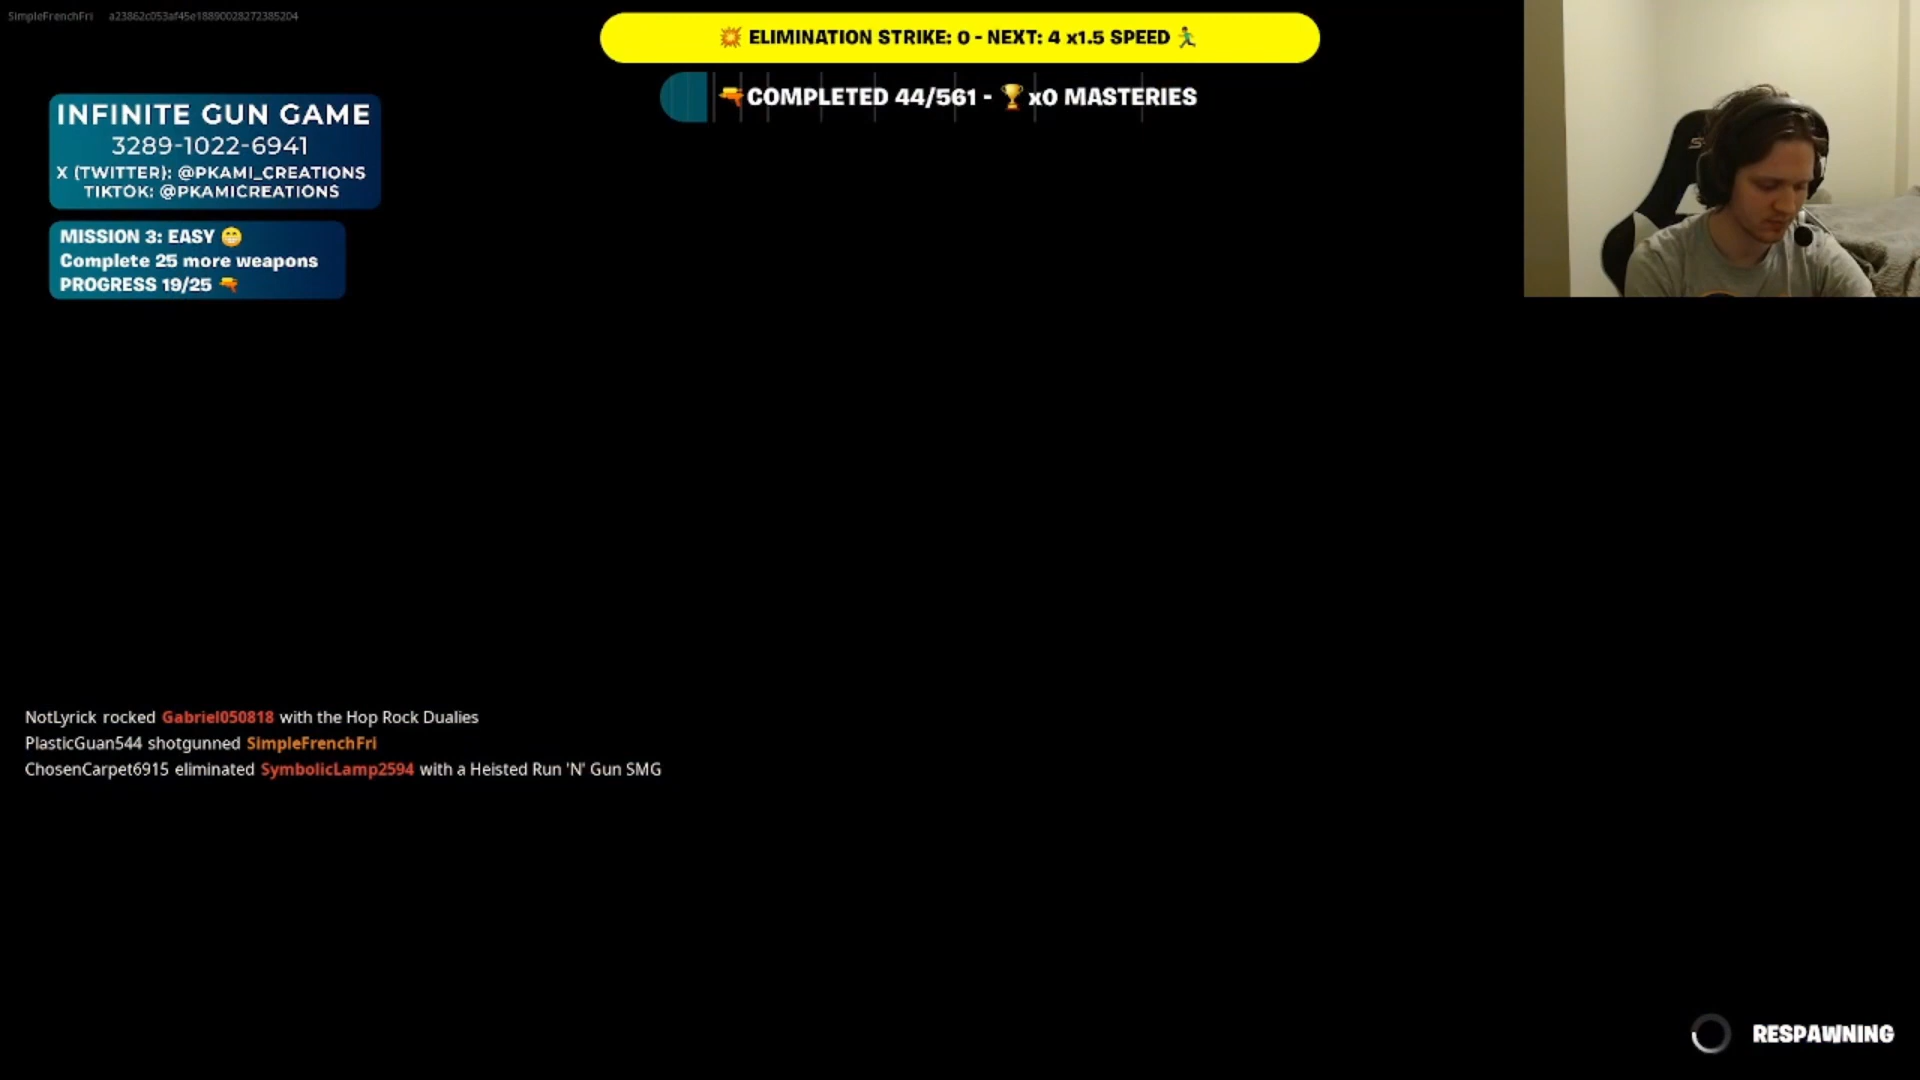 SimpleFrenchFri a23862c053af45e18890028272385204
💥 ELIMINATION STRIKE: 0 - NEXT: 4 x1.5 SPEED 🏃‍♂️
COMPLETED 44/561 - 🏆 x0 MASTERIES
INFINITE GUN GAME
3289-1022-6941
X (TWITTER): @PKAMI_CREATIONS
TIKTOK: @PKAMICREATIONS
MISSION 3: EASY 😁
Complete 25 more weapons
PROGRESS 19/25
NotLyrick rocked Gabriel050818 with the Hop Rock Dualies
PlasticGuan544 shotgunned SimpleFrenchFri
ChosenCarpet6915 eliminated SymbolicLamp2594 with a Heisted Run 'N' Gun SMG
RESPAWNING